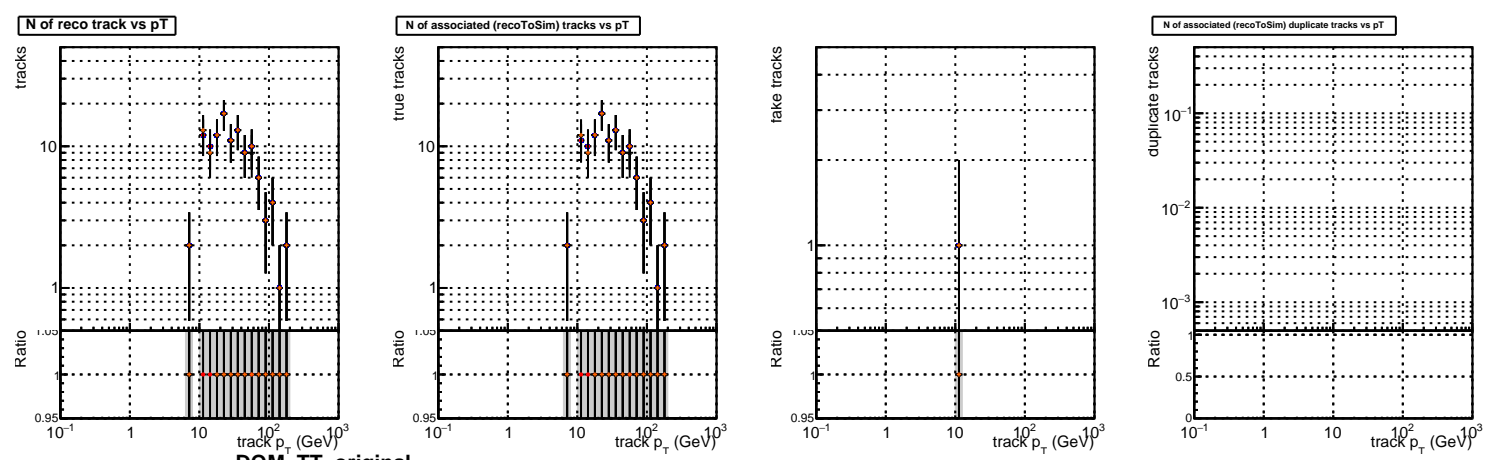 N of reco track vs pT
tracks
10
1
1.05
Ratio
1
0.95
10⁻¹ 1 10 10² 10³
track p_T (GeV)
N of associated (recoToSim) tracks vs pT
true tracks
10
1
1.05
Ratio
1
0.95
10⁻¹ 1 10 10² 10³
track p_T (GeV)
fake tracks
1
1.05
Ratio
1
0.95
10⁻¹ 1 10 10² 10³
track p_T (GeV)
N of associated (recoToSim) duplicate tracks vs pT
duplicate tracks
10⁻¹
10⁻²
10⁻³
Ratio
1
0.5
0
10⁻¹ 1 10 10² 10³
track p_T (GeV)